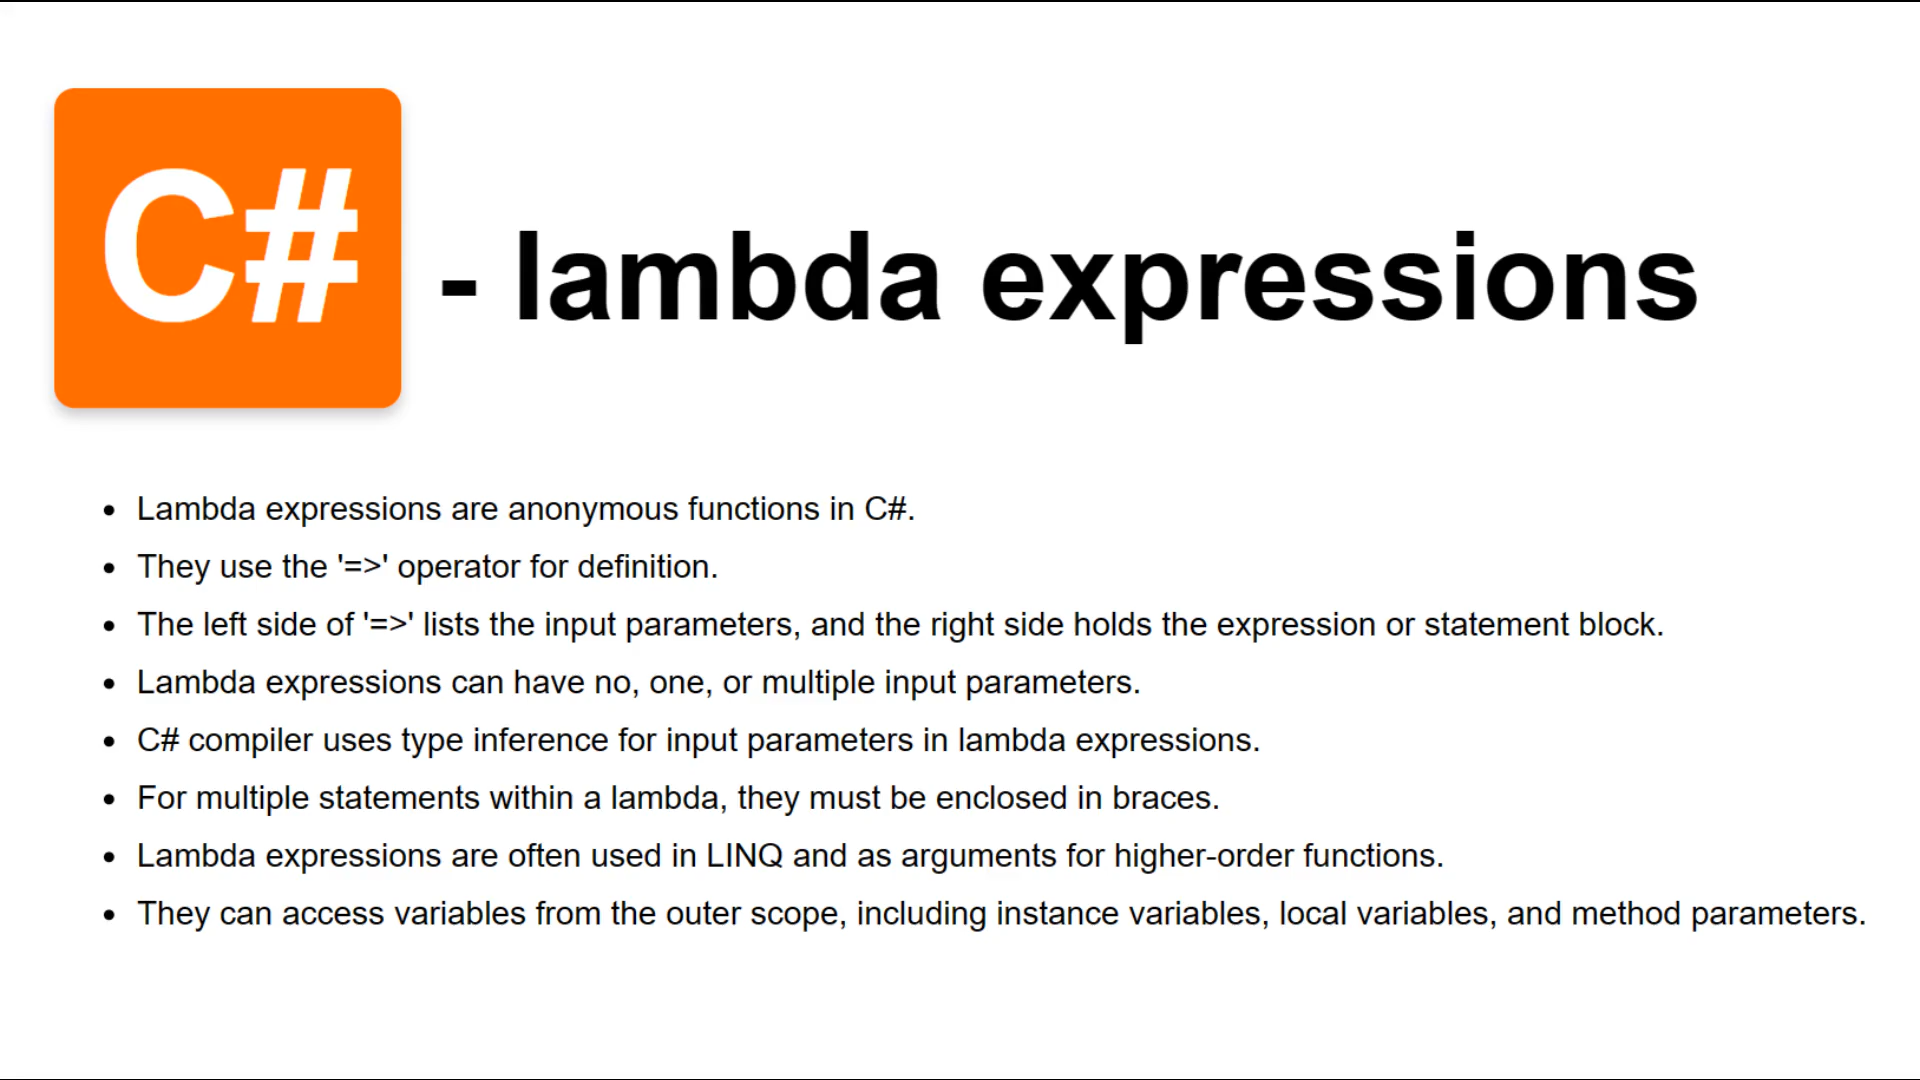 C# - lambda expressions
• Lambda expressions are anonymous functions in C#.
• They use the '=>' operator for definition.
• The left side of '=>' lists the input parameters, and the right side holds the expression or statement block.
• Lambda expressions can have no, one, or multiple input parameters.
• C# compiler uses type inference for input parameters in lambda expressions.
• For multiple statements within a lambda, they must be enclosed in braces.
• Lambda expressions are often used in LINQ and as arguments for higher-order functions.
• They can access variables from the outer scope, including instance variables, local variables, and method parameters.